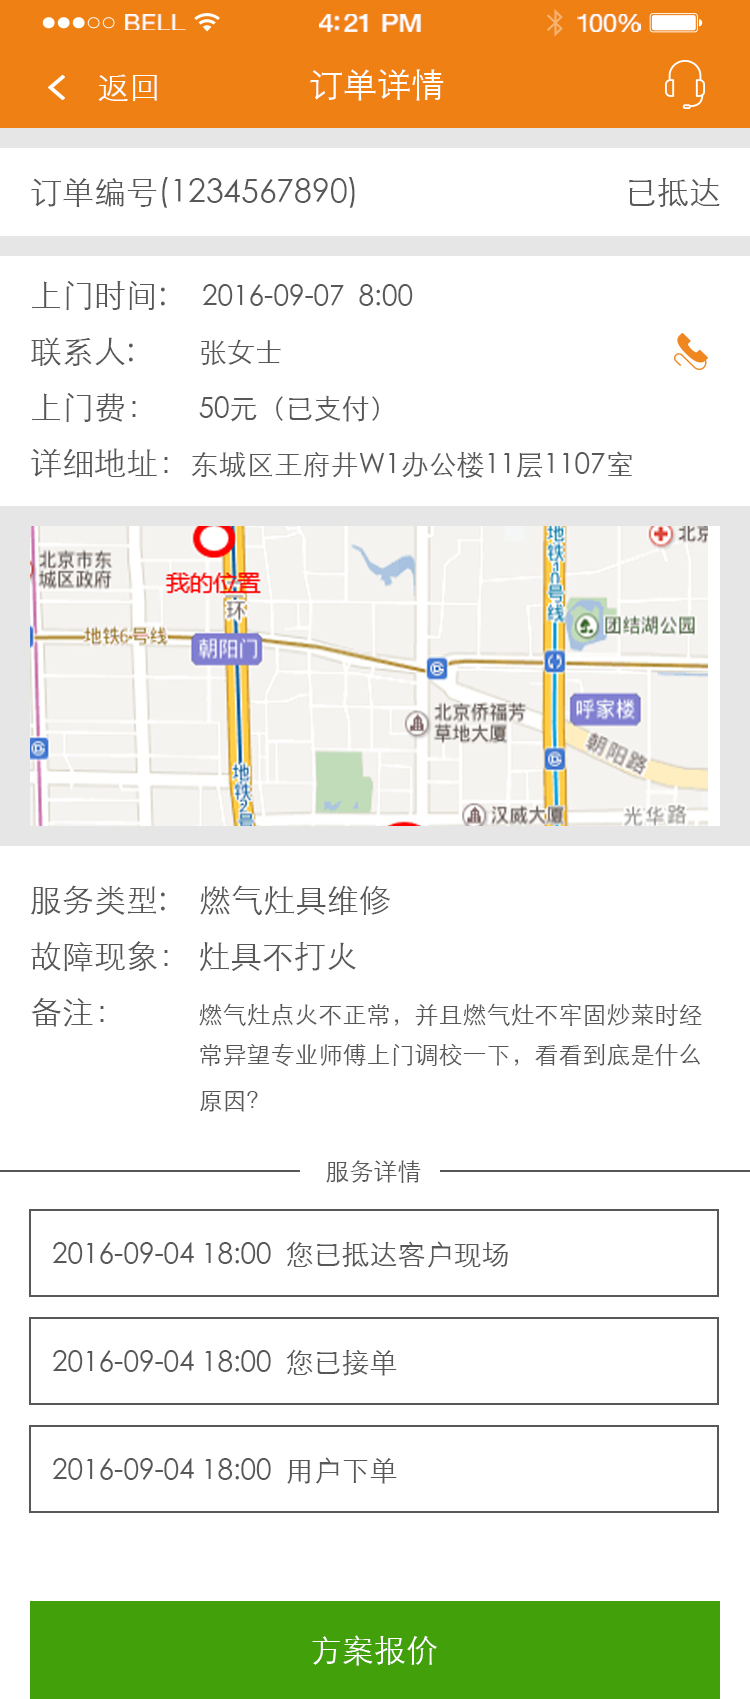 BELL 4:21 PM 100%
返回 订单详情
订单编号(1234567890) 已抵达
上门时间: 2016-09-07 8:00
联系人: 张女士
上门费: 50元（已支付）
详细地址: 东城区王府井W1办公楼11层1107室
北京市东
城区政府
我的位置
环
地铁6号线
朝阳门
地铁2号
地铁10号线
北京
团结湖公园
呼家楼
北京侨福芳
草地大厦
朝阳路
汉威大厦
光华路
服务类型: 燃气灶具维修
故障现象: 灶具不打火
备注: 燃气灶点火不正常，并且燃气灶不牢固炒菜时经
常异望专业师傅上门调校一下，看看到底是什么
原因?
服务详情
2016-09-04 18:00 您已抵达客户现场
2016-09-04 18:00 您已接单
2016-09-04 18:00 用户下单
方案报价